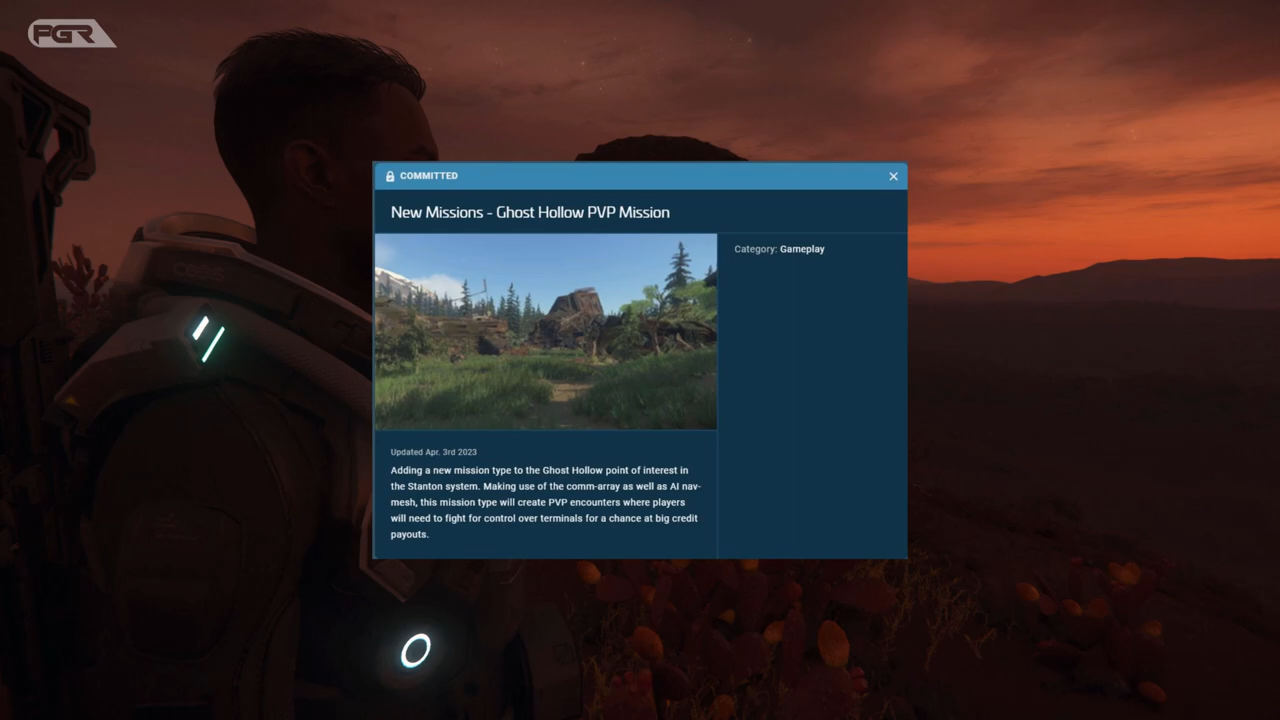 PGR
COMMITTED
New Missions - Ghost Hollow PVP Mission
Category: Gameplay
Updated Apr. 3rd 2023
Adding a new mission type to the Ghost Hollow point of interest in
the Stanton system. Making use of the comm-array as well as AI nav-
mesh, this mission type will create PVP encounters where players
will need to fight for control over terminals for a chance at big credit
payouts.